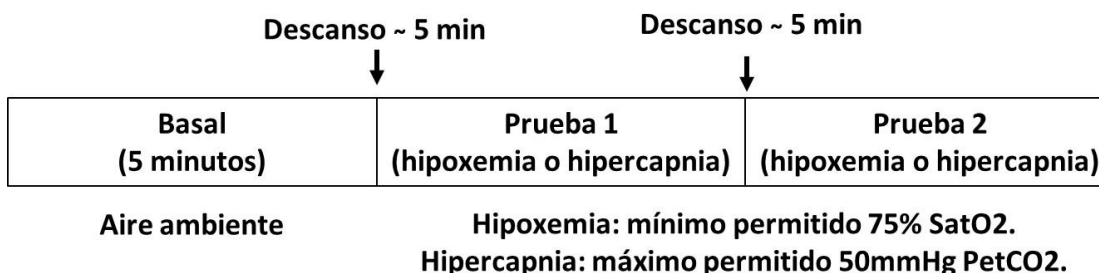 Descanso ~ 5 min
Descanso ~ 5 min
Basal
(5 minutos)
Prueba 1
(hipoxemia o hipercapnia)
Prueba 2
(hipoxemia o hipercapnia)
Aire ambiente
Hipoxemia: mínimo permitido 75% SatO2.
Hipercapnia: máximo permitido 50mmHg PetCO2.